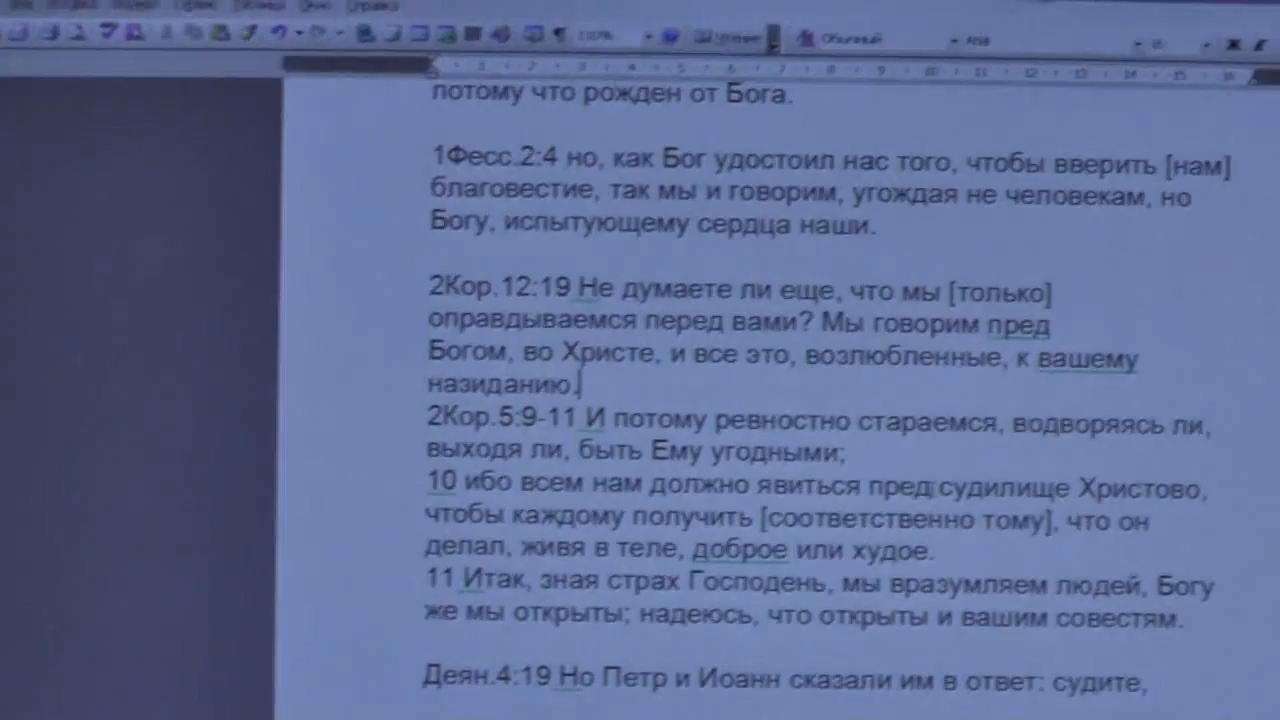 Обычный
потому что рожден от Бога.
1Фесс.2:4 но, как Бог удостоил нас того, чтобы вверить [нам]
благовестие, так мы и говорим, угождая не человекам, но
Богу, испытующему сердца наши.
2Кор.12:19 Не думаете ли еще, что мы [только]
оправдываемся перед вами? Мы говорим пред
Богом, во Христе, и все это, возлюбленные, к вашему
назиданию.
2Кор.5:9-11 И потому ревностно стараемся, водворяясь ли,
выходя ли, быть Ему угодными;
10 ибо всем нам должно явиться пред судилище Христово,
чтобы каждому получить [соответственно тому], что он
делал, живя в теле, доброе или худое.
11 Итак, зная страх Господень, мы вразумляем людей, Богу
же мы открыты; надеюсь, что открыты и вашим совестям.
Деян.4:19 Но Петр и Иоанн сказали им в ответ: судите,